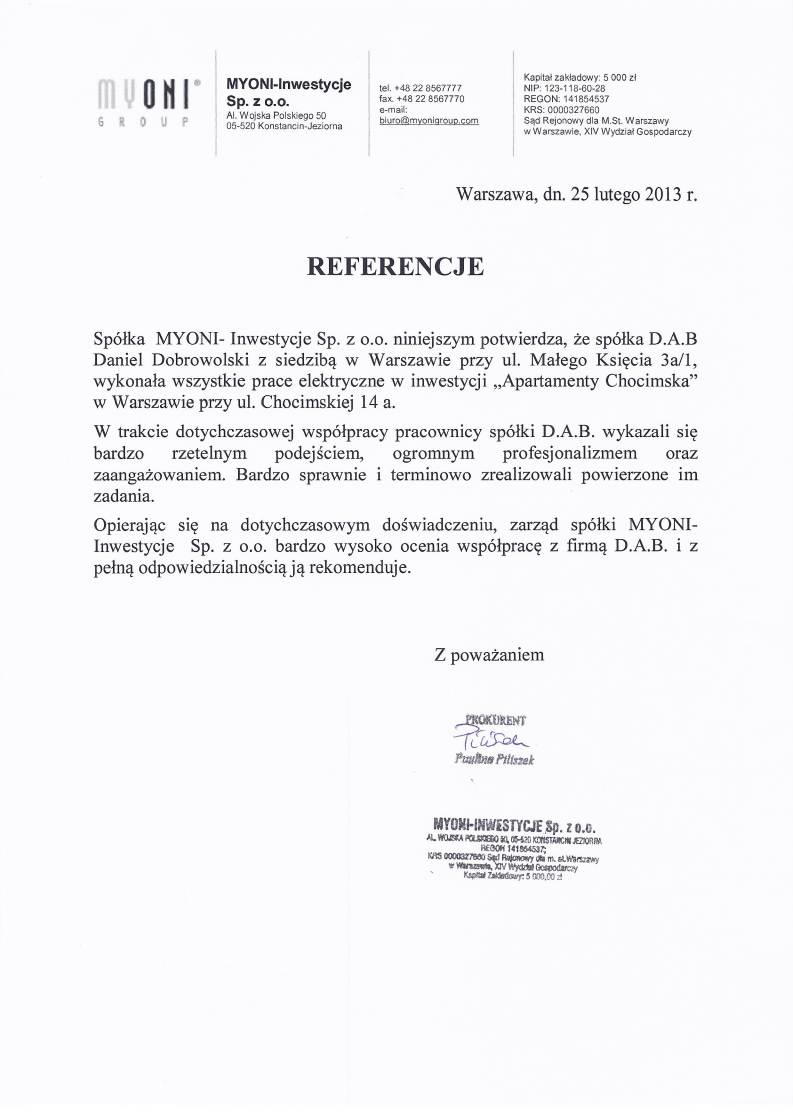 MYONI®
GROUP
MYONI-Inwestycje
Sp. z o.o.
Al. Wojska Polskiego 50
05-520 Konstancin-Jeziorna
tel. +48 22 8567777
fax. +48 22 8567770
e-mail:
biuro@myonigroup.com
Kapitał zakładowy: 5 000 zł
NIP: 123-118-60-28
REGON: 141854537
KRS: 0000327660
Sąd Rejonowy dla M.St. Warszawy
w Warszawie, XIV Wydział Gospodarczy
Warszawa, dn. 25 lutego 2013 r.
REFERENCJE
Spółka MYONI- Inwestycje Sp. z o.o. niniejszym potwierdza, że spółka D.A.B
Daniel Dobrowolski z siedzibą w Warszawie przy ul. Małego Księcia 3a/1,
wykonała wszystkie prace elektryczne w inwestycji „Apartamenty Chocimska”
w Warszawie przy ul. Chocimskiej 14 a.
W trakcie dotychczasowej współpracy pracownicy spółki D.A.B. wykazali się
bardzo rzetelnym podejściem, ogromnym profesjonalizmem oraz
zaangażowaniem. Bardzo sprawnie i terminowo zrealizowali powierzone im
zadania.
Opierając się na dotychczasowym doświadczeniu, zarząd spółki MYONI-
Inwestycje Sp. z o.o. bardzo wysoko ocenia współpracę z firmą D.A.B. i z
pełną odpowiedzialnością ją rekomenduje.
Z poważaniem
PROKURENT
Paulina Piliszek
MYONI-INWESTYCJE Sp. z o.o.
AL. WOJSKA POLSKIEGO 50, 05-520 KONSTANCIN JEZIORNA
REGON 141854537;
KRS 0000327660 Sąd Rejonowy dla m. st.Warszawy
w Warszawie, XIV Wydział Gospodarczy
Kapitał Zakładowy: 5 000,00 zł